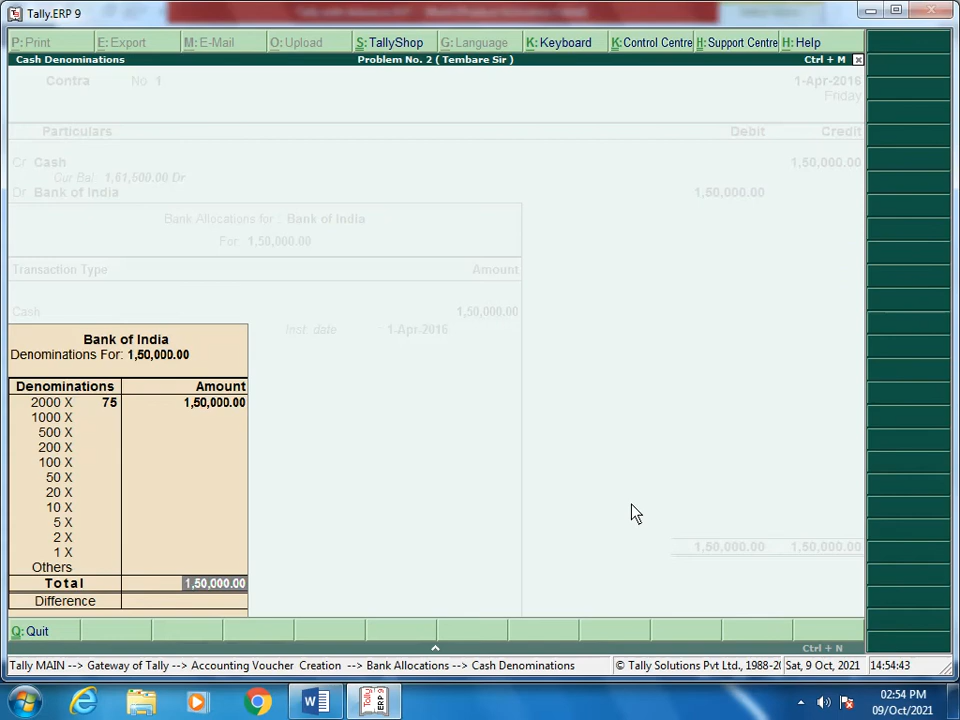 Tally.ERP 9
P: Print
E: Export
M: E-Mail
O: Upload
S: TallyShop
G: Language
K: Keyboard
K: Control Centre
H: Support Centre
H: Help
Cash Denominations
Problem No. 2 ( Tembare Sir )
Ctrl + M
Contra No 1
1-Apr-2016
Friday
Particulars Debit Credit
Cr Cash 1,50,000.00
Cur Bal: 1,61,500.00 Dr
Dr Bank of India 1,50,000.00
Bank Allocations for : Bank of India
For: 1,50,000.00
Transaction Type Amount
Cash 1,50,000.00
Inst. date : 1-Apr-2016
Bank of India
Denominations For: 1,50,000.00
Denominations Amount
2000 X 75 1,50,000.00
1000 X
500 X
200 X
100 X
50 X
20 X
10 X
5 X
2 X
1 X
Others
Total 1,50,000.00
Difference
1,50,000.00 1,50,000.00
Q: Quit
Ctrl + N
Tally MAIN --> Gateway of Tally --> Accounting Voucher Creation --> Bank Allocations --> Cash Denominations
© Tally Solutions Pvt Ltd., 1988-20
Sat, 9 Oct, 2021
14:54:43
Tally
ERP 9
02:54 PM
09/Oct/2021